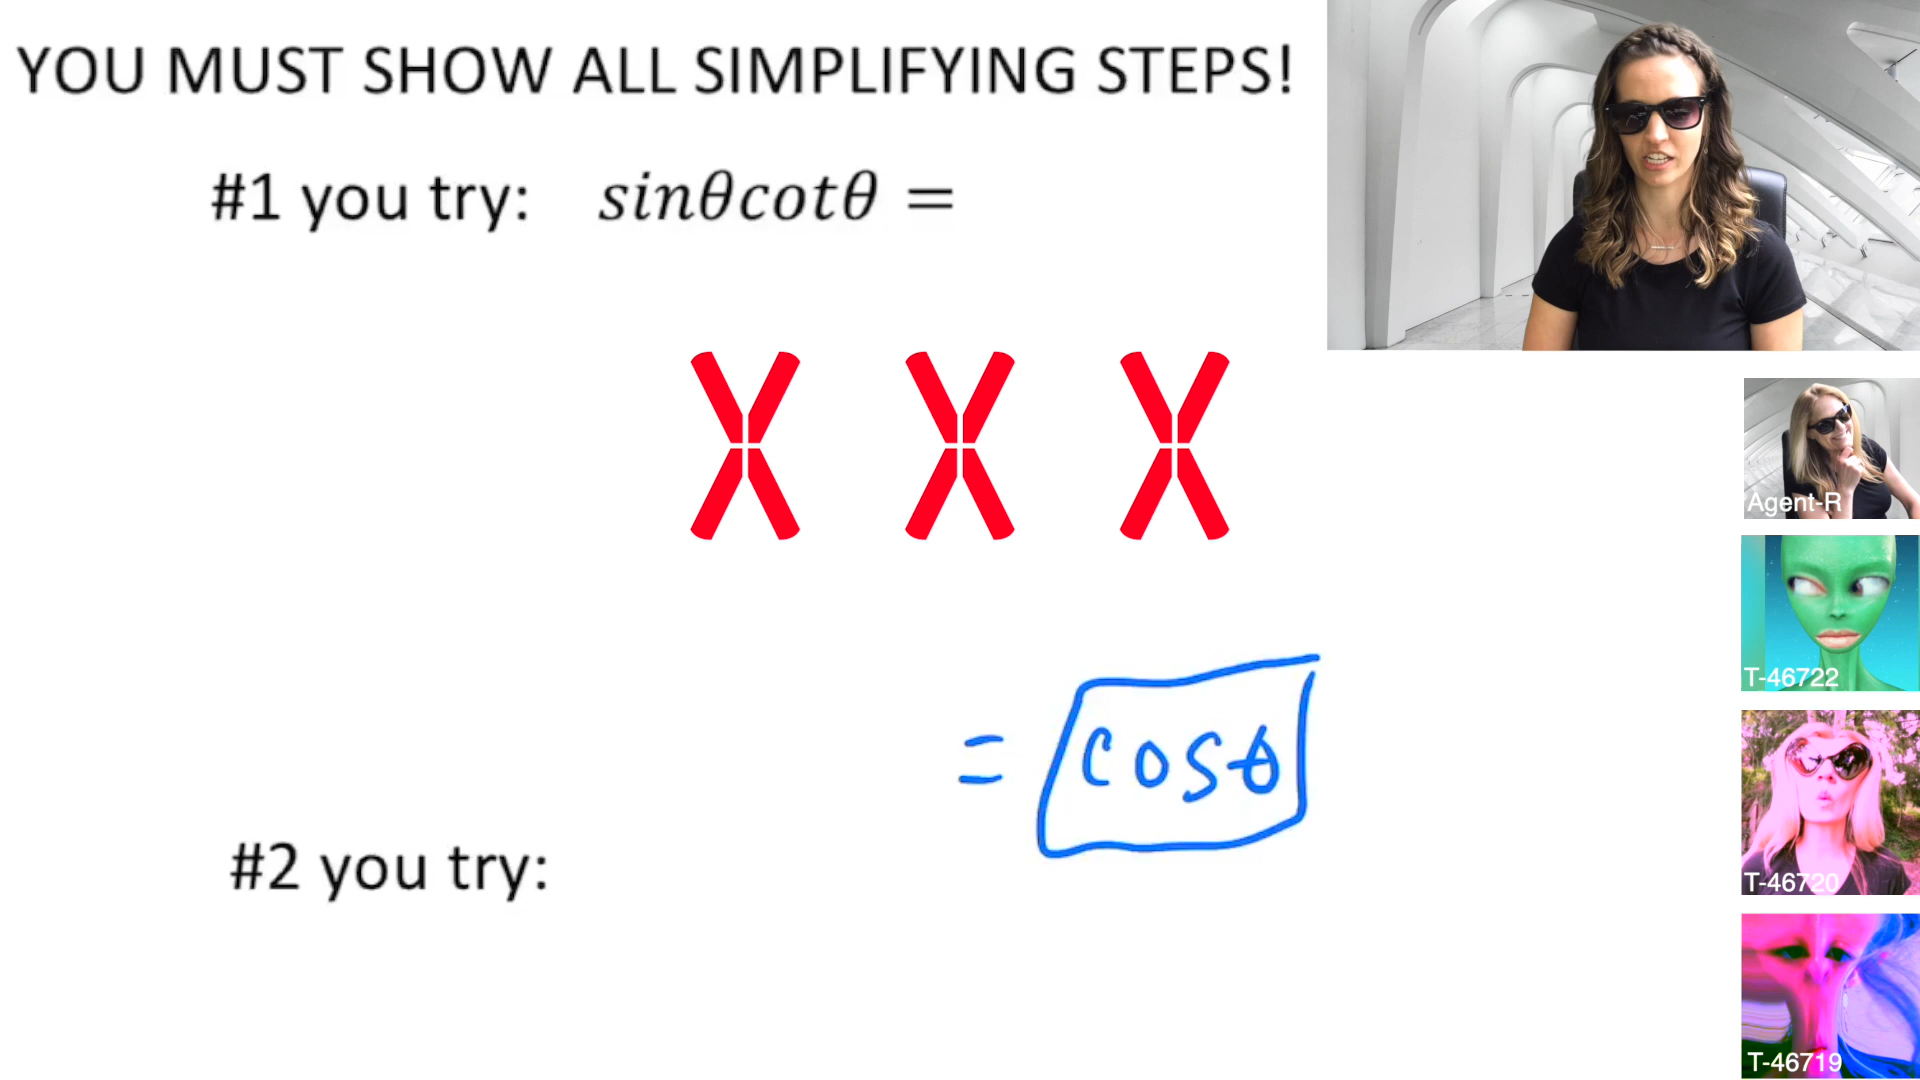 YOU MUST SHOW ALL SIMPLIFYING STEPS!
#1 you try: sinθcotθ =
X X X
= cosθ
#2 you try:
Agent-R
T-46722
T-46720
T-46719